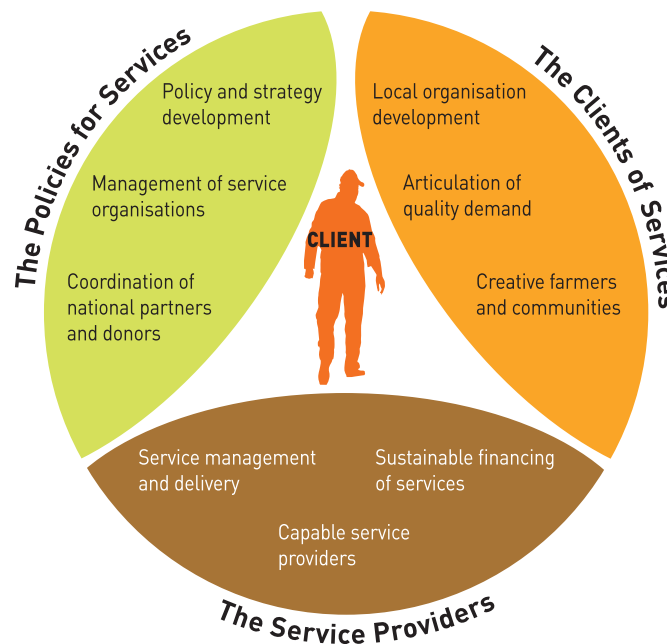 The Policies for Services
Policy and strategy
development
Management of service
organisations
Coordination of
national partners
and donors
The Clients of Services
Local organisation
development
Articulation of
quality demand
Creative farmers
and communities
CLIENT
Service management
and delivery
Sustainable financing
of services
Capable service
providers
The Service Providers